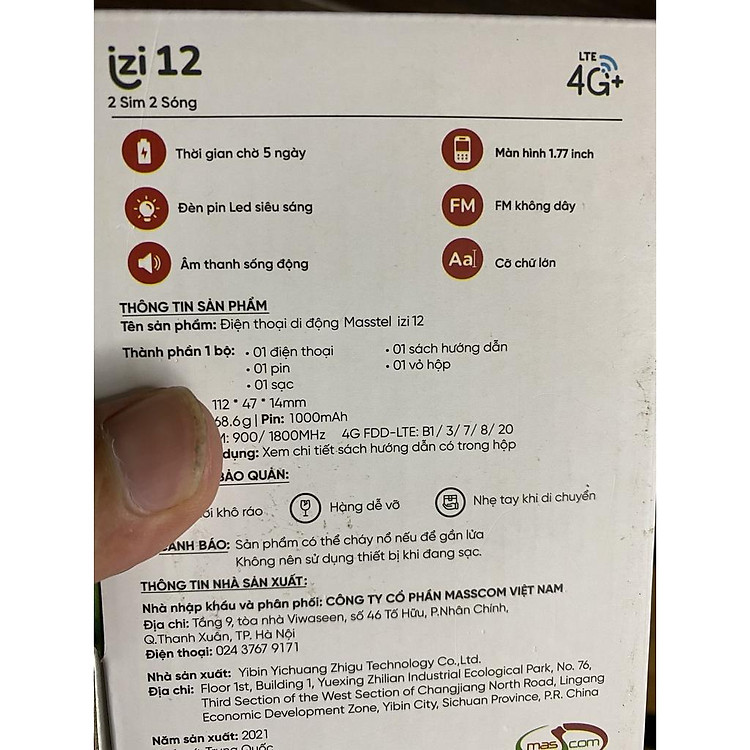 izi 12
2 Sim 2 Sóng
LTE
4G+
Thời gian chờ 5 ngày
Màn hình 1.77 inch
Đèn pin Led siêu sáng
FM
FM không dây
Âm thanh sống động
Aa
Cỡ chữ lớn
THÔNG TIN SẢN PHẨM
Tên sản phẩm: Điện thoại di động Masstel izi 12
Thành phần 1 bộ: • 01 điện thoại • 01 sách hướng dẫn
• 01 pin • 01 vỏ hộp
• 01 sạc
112 * 47 * 14mm
68.6g | Pin: 1000mAh
: 900/ 1800MHz 4G FDD-LTE: B1/ 3/ 7/ 8/ 20
dụng: Xem chi tiết sách hướng dẫn có trong hộp
BẢO QUẢN:
khô ráo
Hàng dễ vỡ
Nhẹ tay khi di chuyển
BÁO: Sản phẩm có thể cháy nổ nếu để gần lửa
Không nên sử dụng thiết bị khi đang sạc.
THÔNG TIN NHÀ SẢN XUẤT:
Nhà nhập khẩu và phân phối: CÔNG TY CỔ PHẦN MASSCOM VIỆT NAM
Địa chỉ: Tầng 9, tòa nhà Viwaseen, số 46 Tố Hữu, P.Nhân Chính,
Q.Thanh Xuân, TP. Hà Nội
Điện thoại: 024 3767 9171
Nhà sản xuất: Yibin Yichuang Zhigu Technology Co.,Ltd.
Địa chỉ: Floor 1st, Building 1, Yuexing Zhilian Industrial Ecological Park, No. 76,
Third Section of the West Section of Changjiang North Road, Lingang
Economic Development Zone, Yibin City, Sichuan Province, P.R. China
Năm sản xuất: 2021
Trung Quốc
mascom